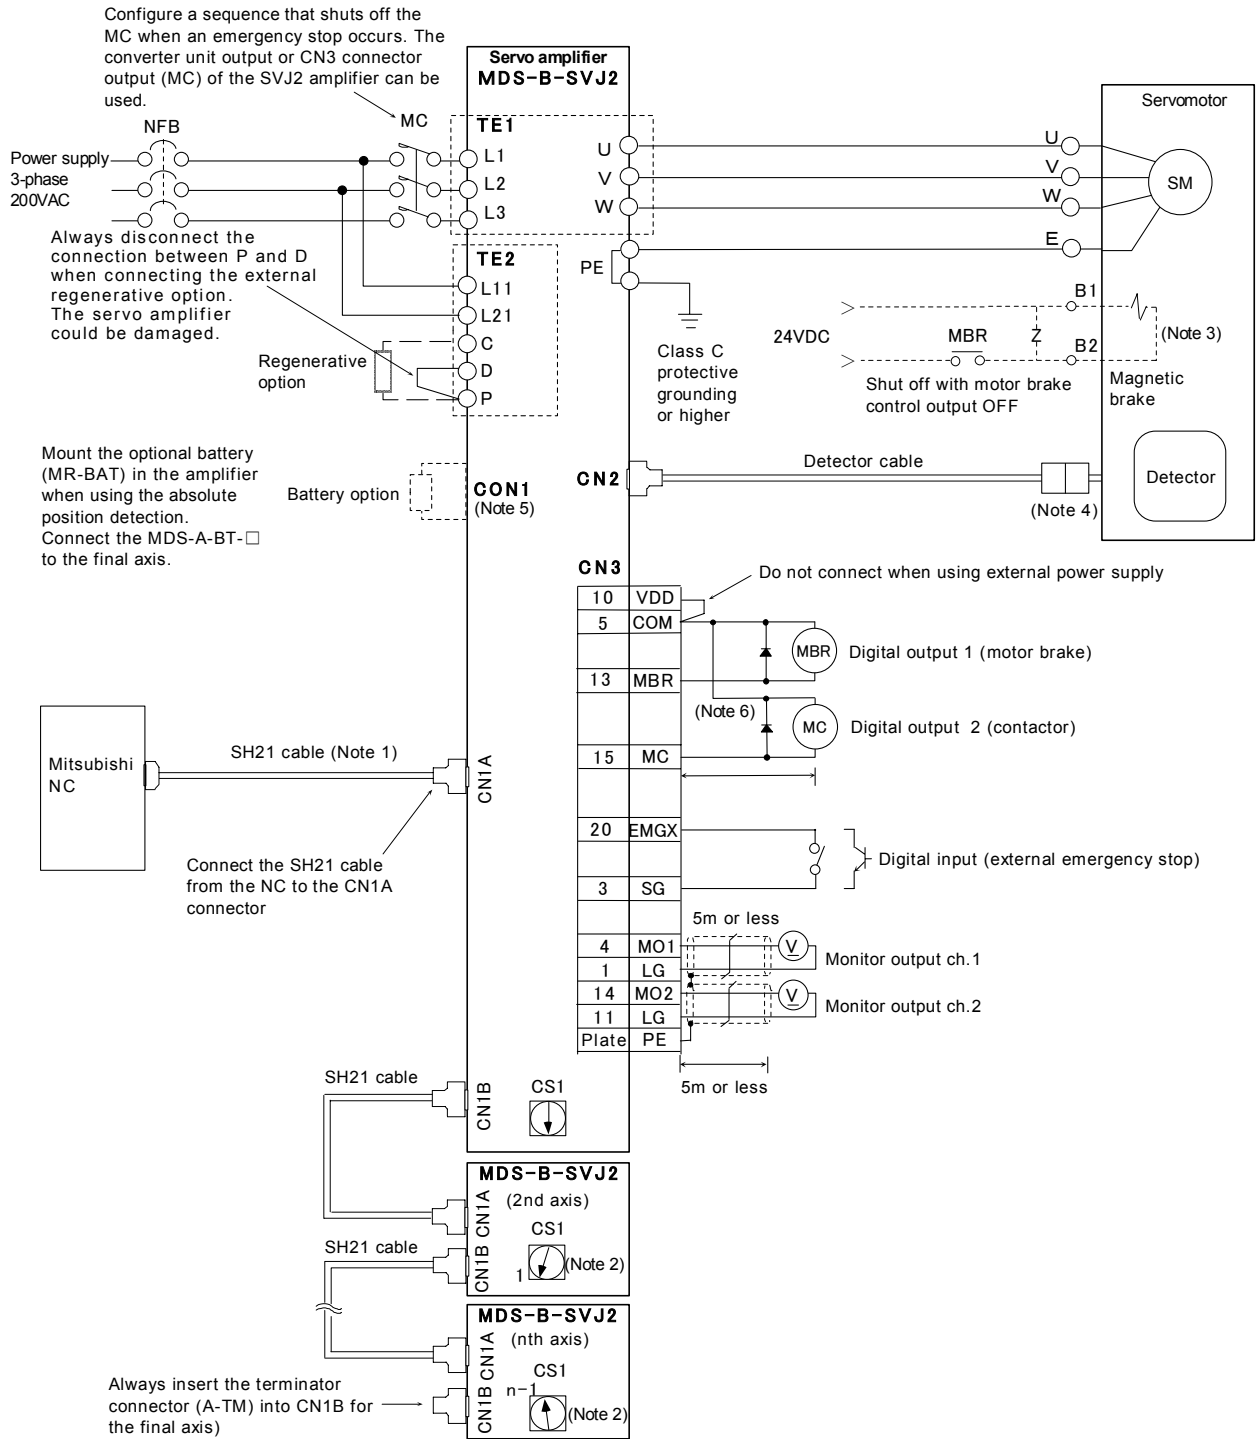 Configure a sequence that shuts off the
MC when an emergency stop occurs. The
converter unit output or CN3 connector
output (MC) of the SVJ2 amplifier can be
used.
Servo amplifier
MDS-B-SVJ2
Servomotor
NFB
MC
TE1
Power supply
3-phase
200VAC
L1
L2
L3
U
V
W
U
V
W
SM
Always disconnect the
connection between P and D
when connecting the external
regenerative option.
The servo amplifier
could be damaged.
TE2
L11
L21
C
D
P
Regenerative
option
PE
E
Class C
protective
grounding
or higher
24VDC
B1
MBR
Z
B2
(Note 3)
Shut off with motor brake
control output OFF
Magnetic
brake
Mount the optional battery
(MR-BAT) in the amplifier
when using the absolute
position detection.
Connect the MDS-A-BT-□
to the final axis.
Battery option
CON1
(Note 5)
CN2
Detector cable
(Note 4)
Detector
CN3
Do not connect when using external power supply
10 VDD
5 COM
MBR
Digital output 1 (motor brake)
13 MBR
(Note 6)
MC
Digital output 2 (contactor)
15 MC
Mitsubishi
NC
SH21 cable (Note 1)
CN1A
Connect the SH21 cable
from the NC to the CN1A
connector
20 EMGX
Digital input (external emergency stop)
3 SG
5m or less
4 MO1
V
Monitor output ch.1
1 LG
14 MO2
V
Monitor output ch.2
11 LG
Plate PE
5m or less
SH21 cable
CN1B
CS1
MDS-B-SVJ2
(2nd axis)
CN1A
CS1
SH21 cable
CN1B
1
(Note 2)
MDS-B-SVJ2
(nth axis)
CN1A
CS1
n-1
CN1B
(Note 2)
Always insert the terminator
connector (A-TM) into CN1B for
the final axis)